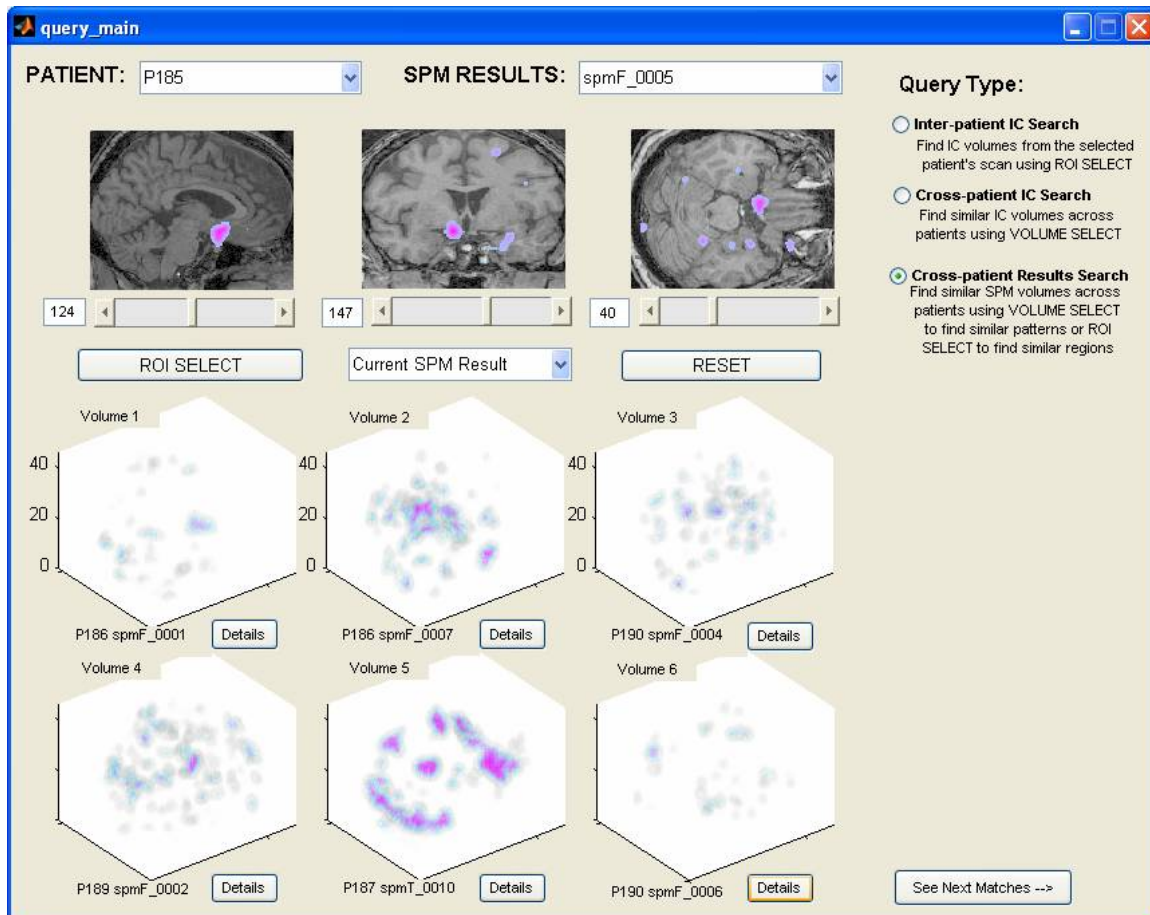 query_main
PATIENT: P185 SPM RESULTS: spmF_0005
Query Type:
Inter-patient IC Search
Find IC volumes from the selected
patient's scan using ROI SELECT
Cross-patient IC Search
Find similar IC volumes across
patients using VOLUME SELECT
Cross-patient Results Search
Find similar SPM volumes across
patients using VOLUME SELECT
to find similar patterns or ROI
SELECT to find similar regions
124 147 40
ROI SELECT Current SPM Result RESET
Volume 1 Volume 2 Volume 3
40 40 40
20 20 20
0 0 0
P186 spmF_0001 Details P186 spmF_0007 Details P190 spmF_0004 Details
Volume 4 Volume 5 Volume 6
P189 spmF_0002 Details P187 spmT_0010 Details P190 spmF_0006 Details
See Next Matches -->